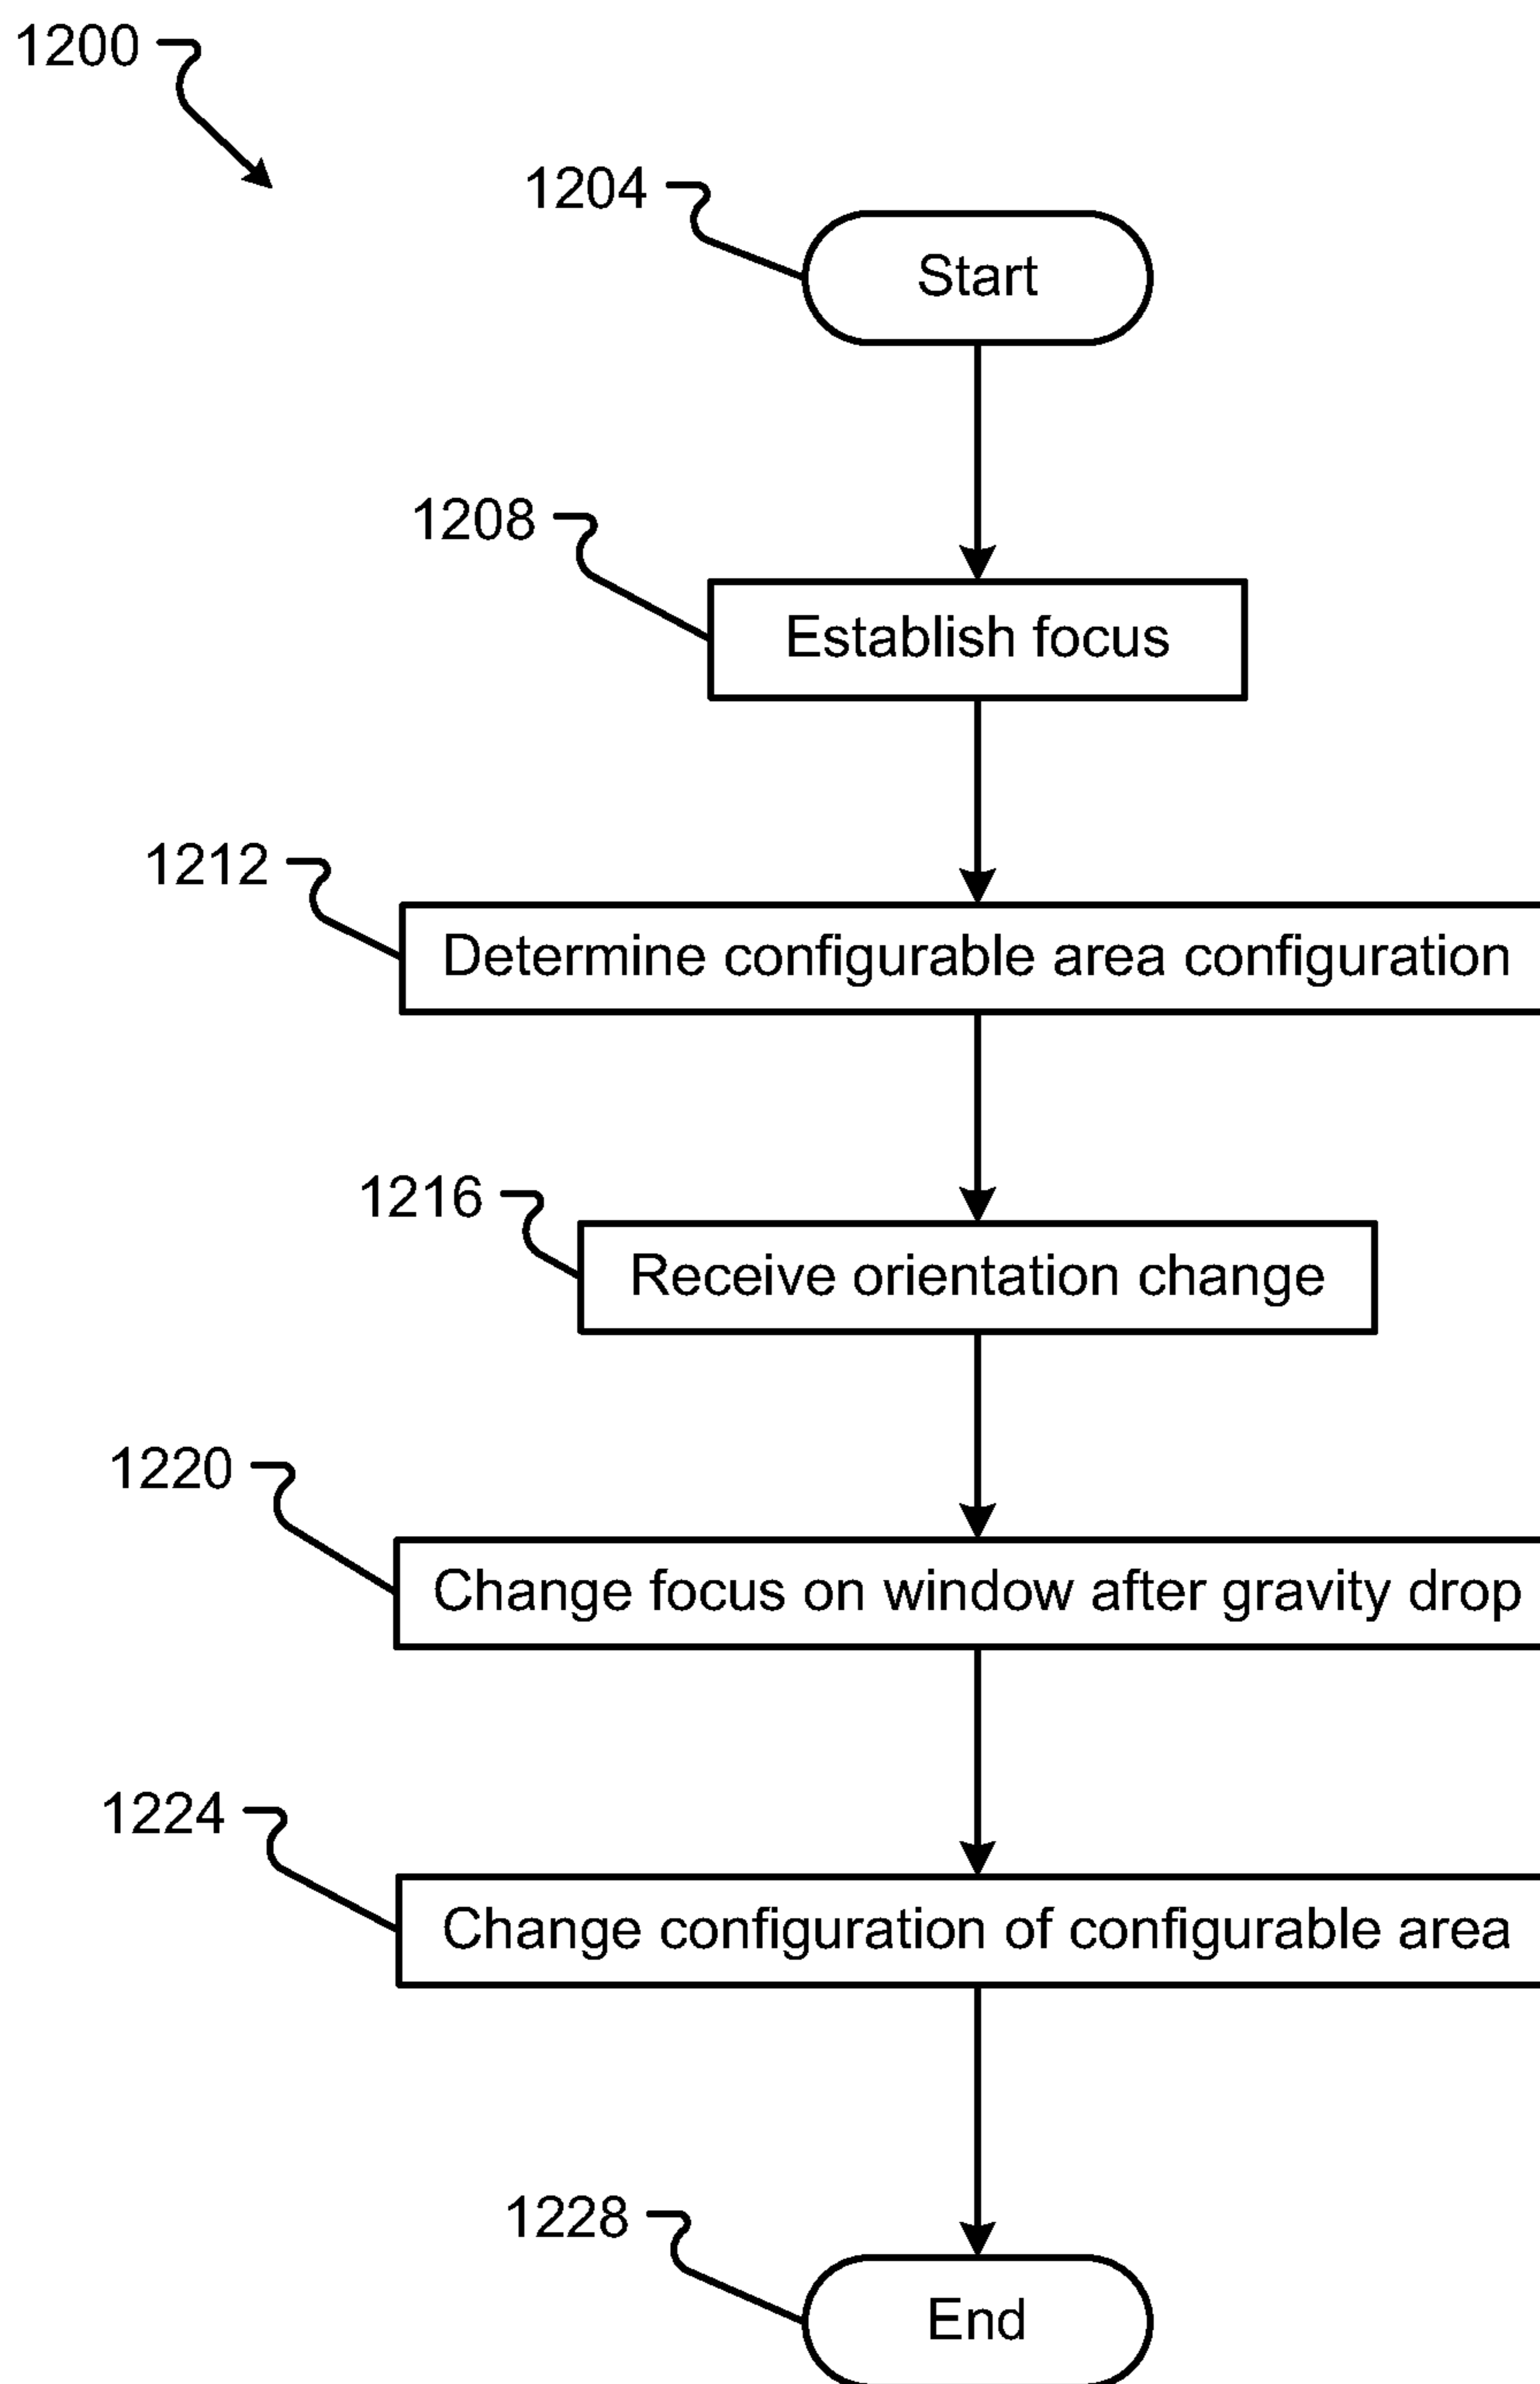 1200
1204
Start
1208
Establish focus
1212
Determine configurable area configuration
1216
Receive orientation change
1220
Change focus on window after gravity drop
1224
Change configuration of configurable area
1228
End